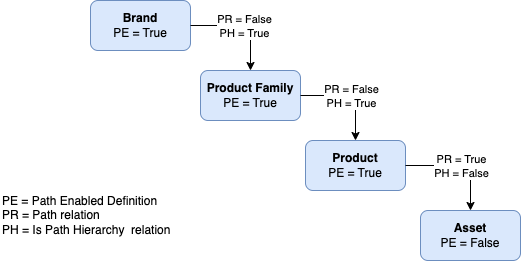 Brand
PE = True
PR = False
PH = True
Product Family
PE = True
PR = False
PH = True
Product
PE = True
PR = True
PH = False
Asset
PE = False
PE = Path Enabled Definition
PR = Path relation
PH = Is Path Hierarchy relation